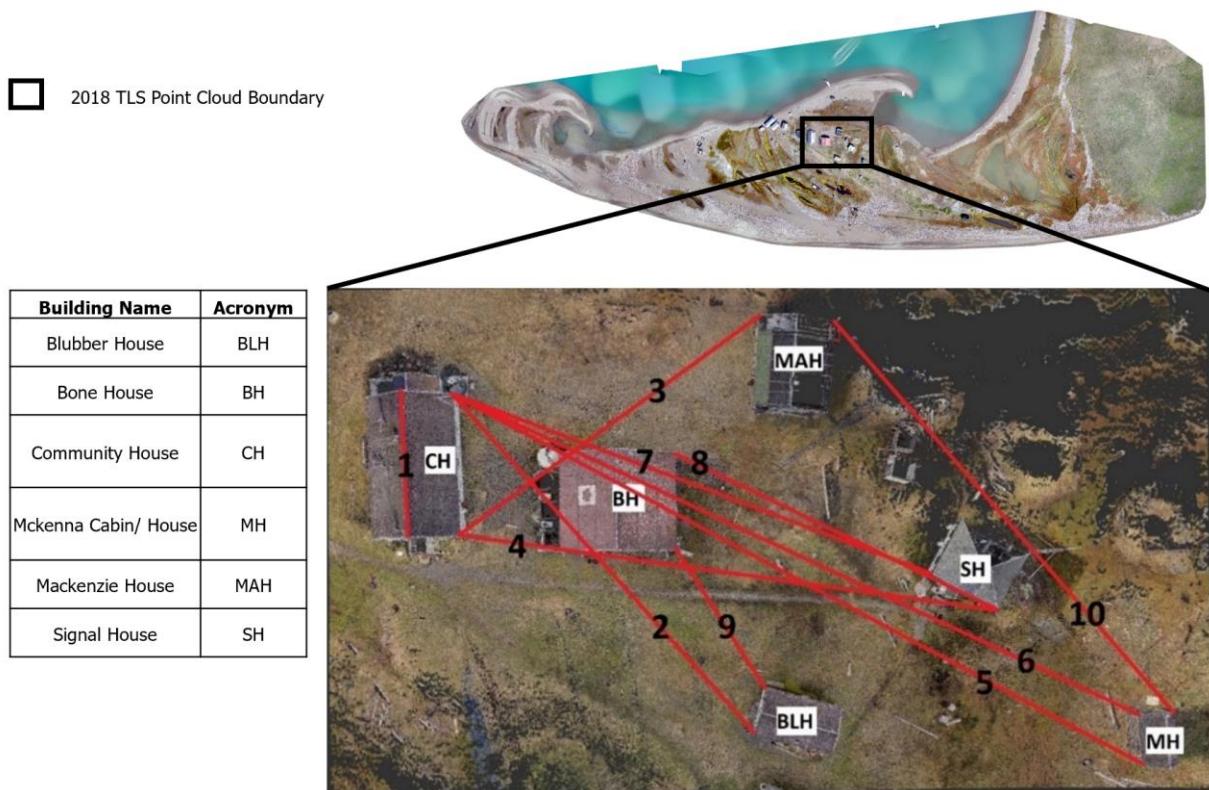 2018 TLS Point Cloud Boundary
Building Name Acronym
Blubber House BLH
Bone House BH
Community House CH
Mckenna Cabin/ House MH
Mackenzie House MAH
Signal House SH
MAH
3
CH
1
7
8
BH
4
SH
2
9
10
6
5
BLH
MH